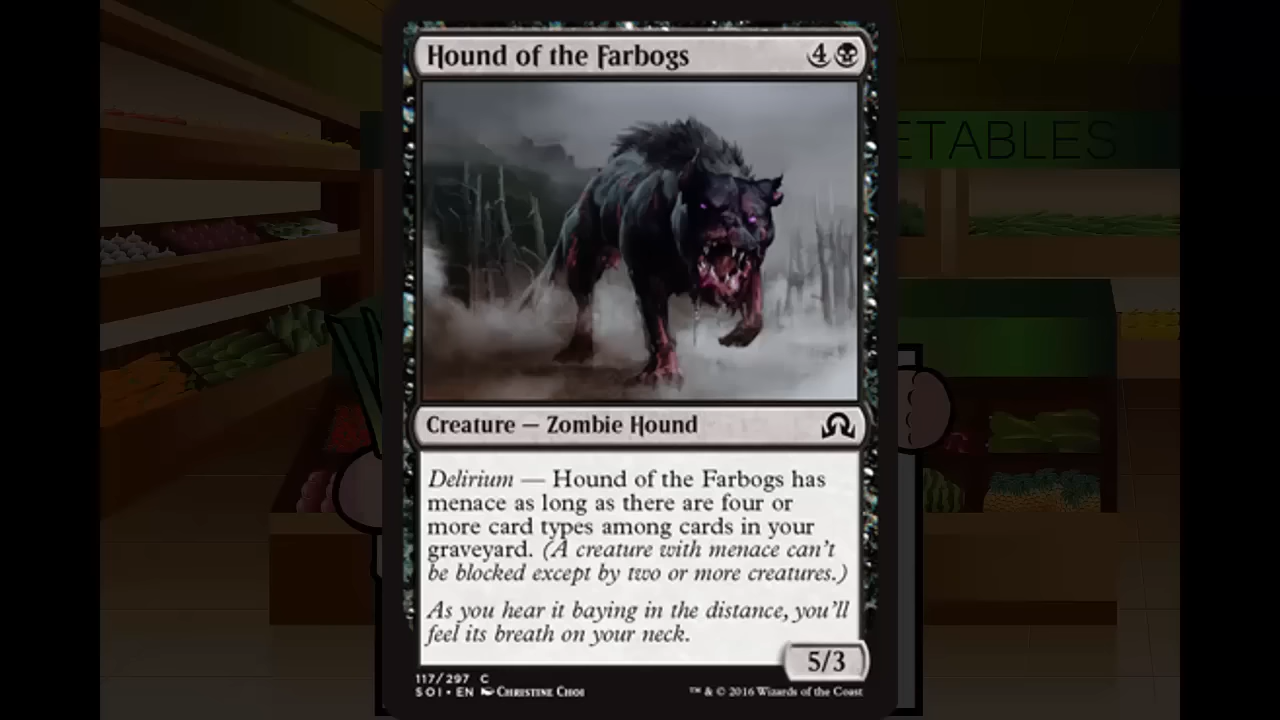 Hound of the Farbogs 4
ETABLES
Creature — Zombie Hound
Delirium — Hound of the Farbogs has
menace as long as there are four or
more card types among cards in your
graveyard. (A creature with menace can't
be blocked except by two or more creatures.)
As you hear it baying in the distance, you'll
feel its breath on your neck.
5/3
117/297 C
SOI • EN Christine Choi
™ & © 2016 Wizards of the Coast